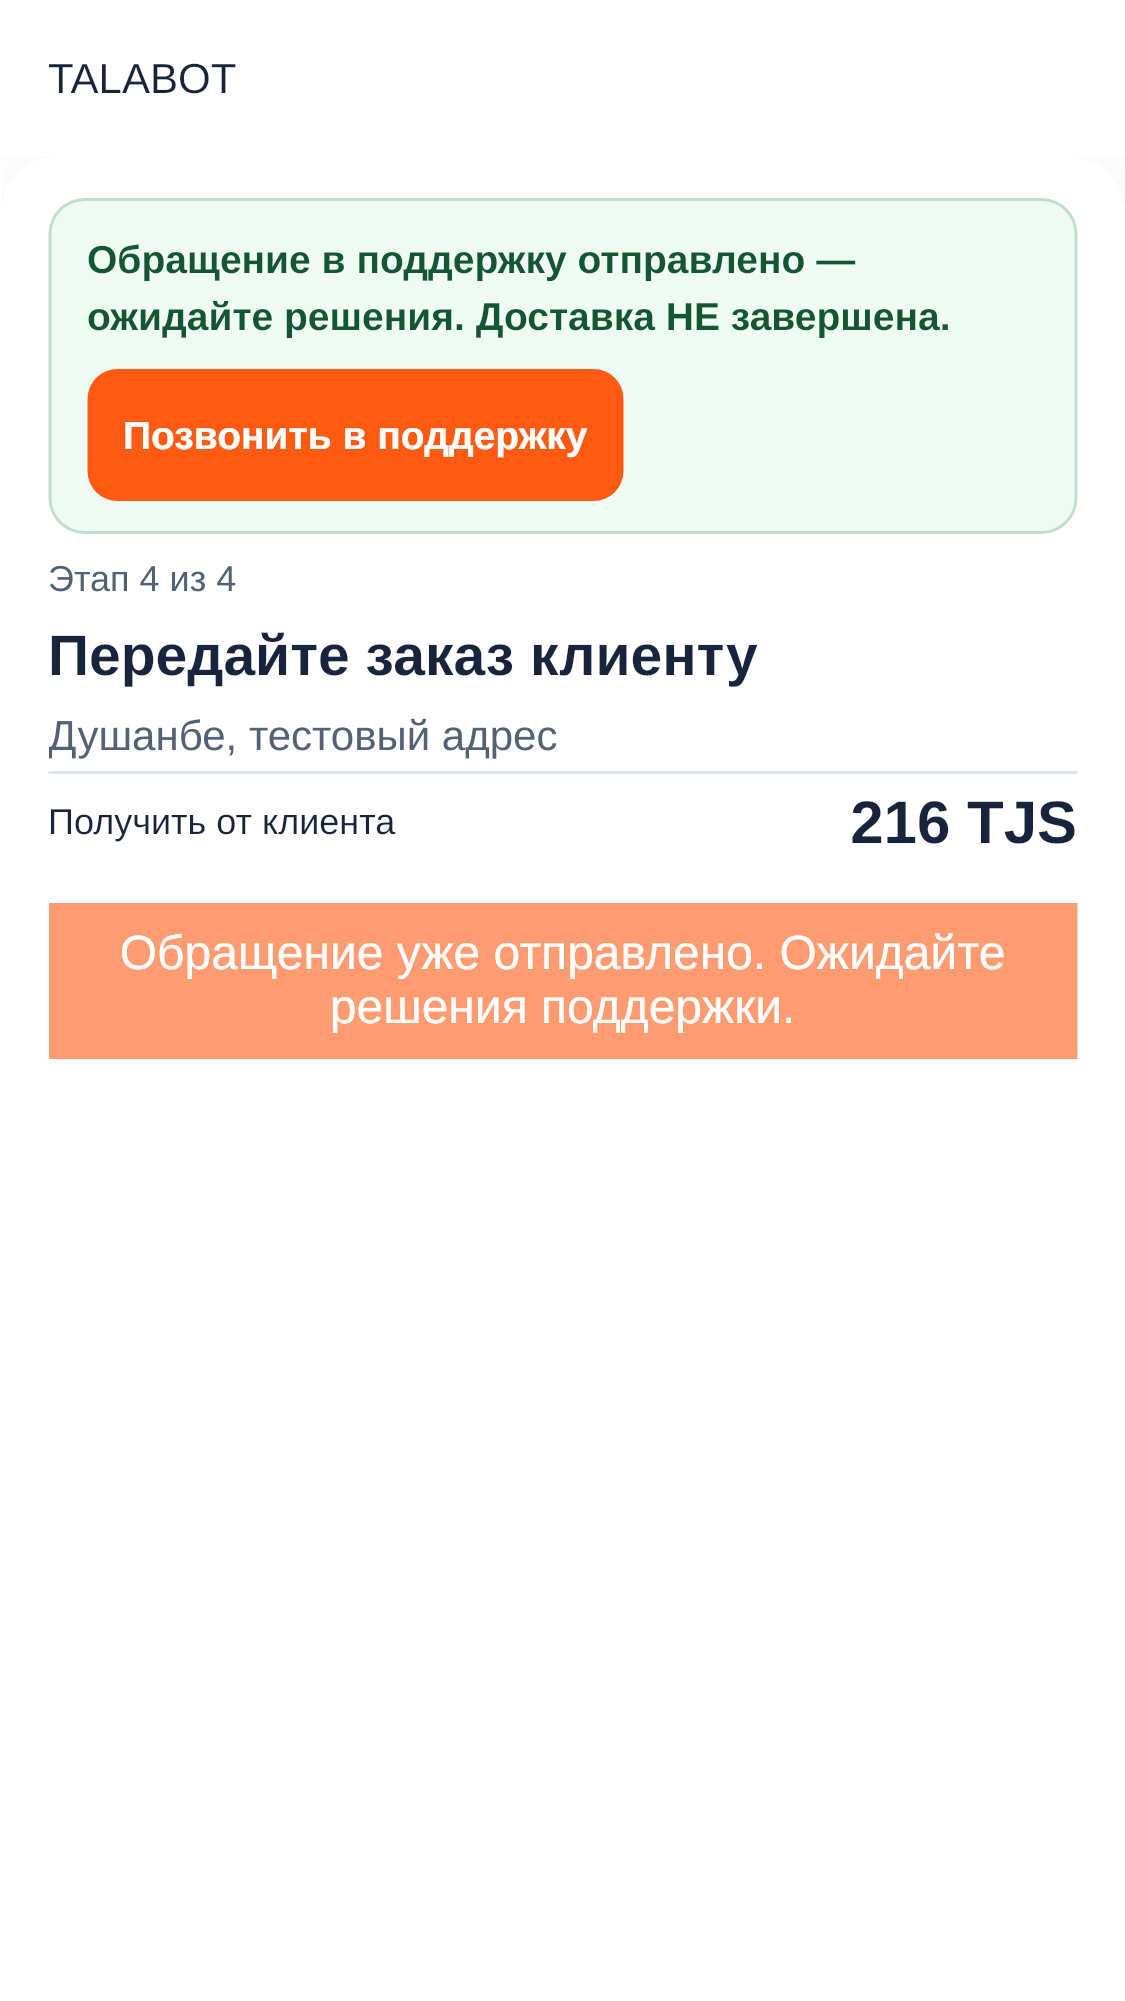 TALABOT
Обращение в поддержку отправлено —
ожидайте решения. Доставка НЕ завершена.
Позвонить в поддержку
Этап 4 из 4
Передайте заказ клиенту
Душанбе, тестовый адрес
Получить от клиента 216 TJS
Обращение уже отправлено. Ожидайте
решения поддержки.